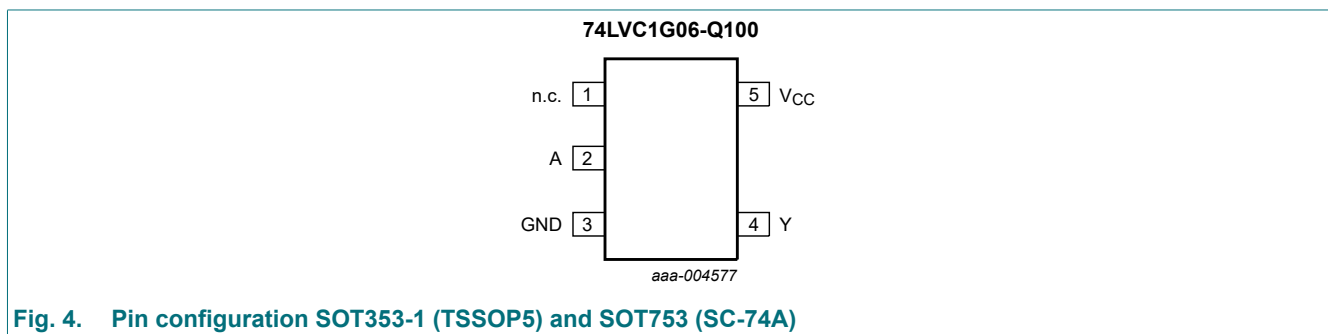 74LVC1G06-Q100
n.c. 1 5 VCC
A 2
GND 3 4 Y
aaa-004577
Fig. 4. Pin configuration SOT353-1 (TSSOP5) and SOT753 (SC-74A)